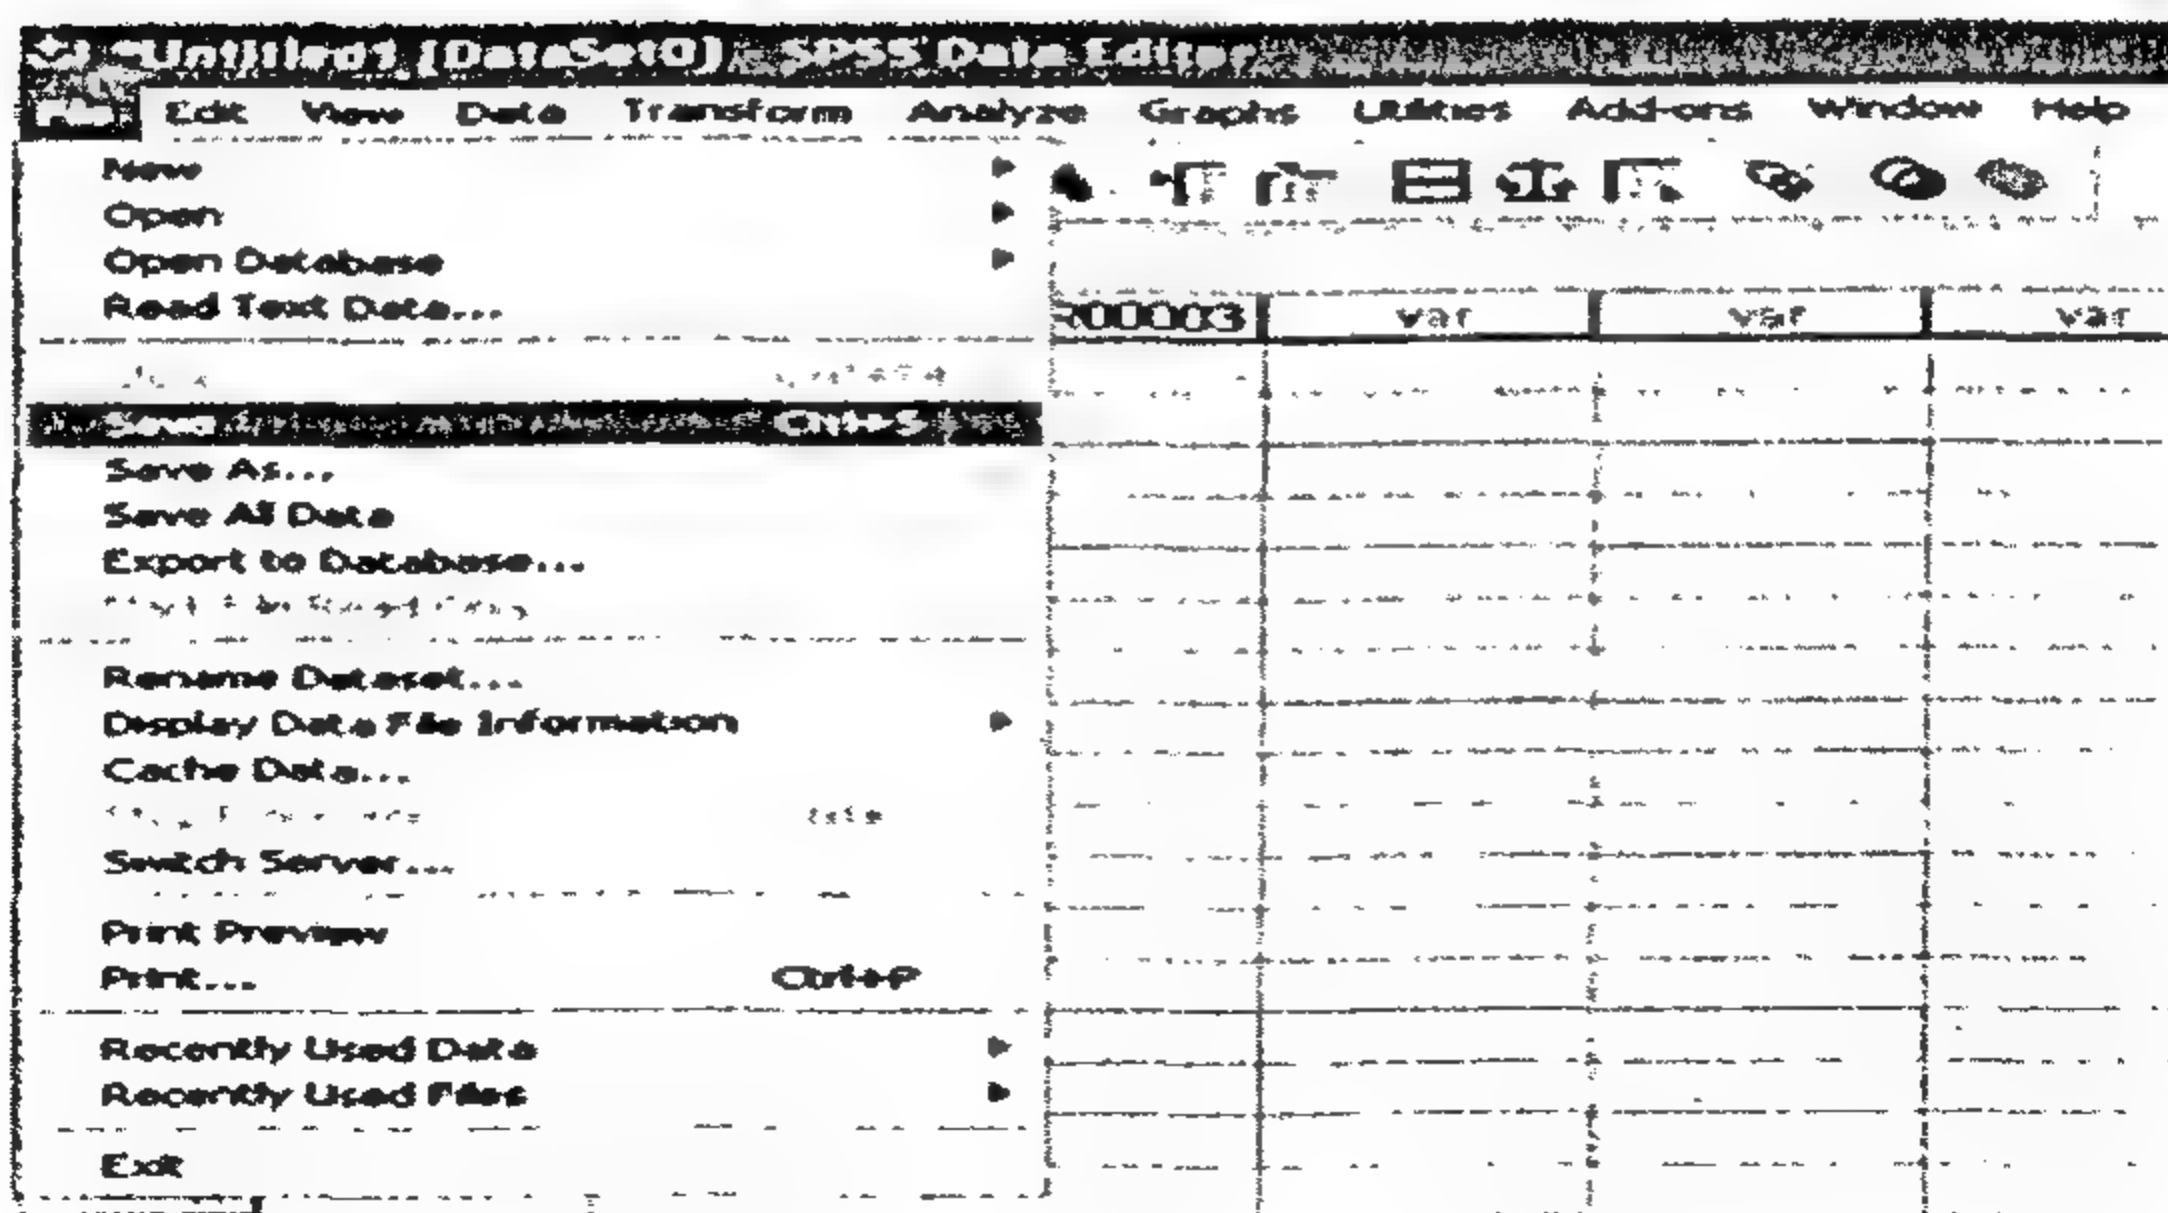 *Untitled1 [DataSet0] - SPSS Data Editor
File Edit View Data Transform Analyze Graphs Utilities Add-ons Window Help
New
Open
Open Database
Read Text Data...
R00003 var var var
Save Ctrl+S
Save As...
Save All Data
Export to Database...
Rename Dataset...
Display Data File Information
Cache Data...
Switch Server...
Print Preview
Print... Ctrl+P
Recently Used Data
Recently Used Files
Exit